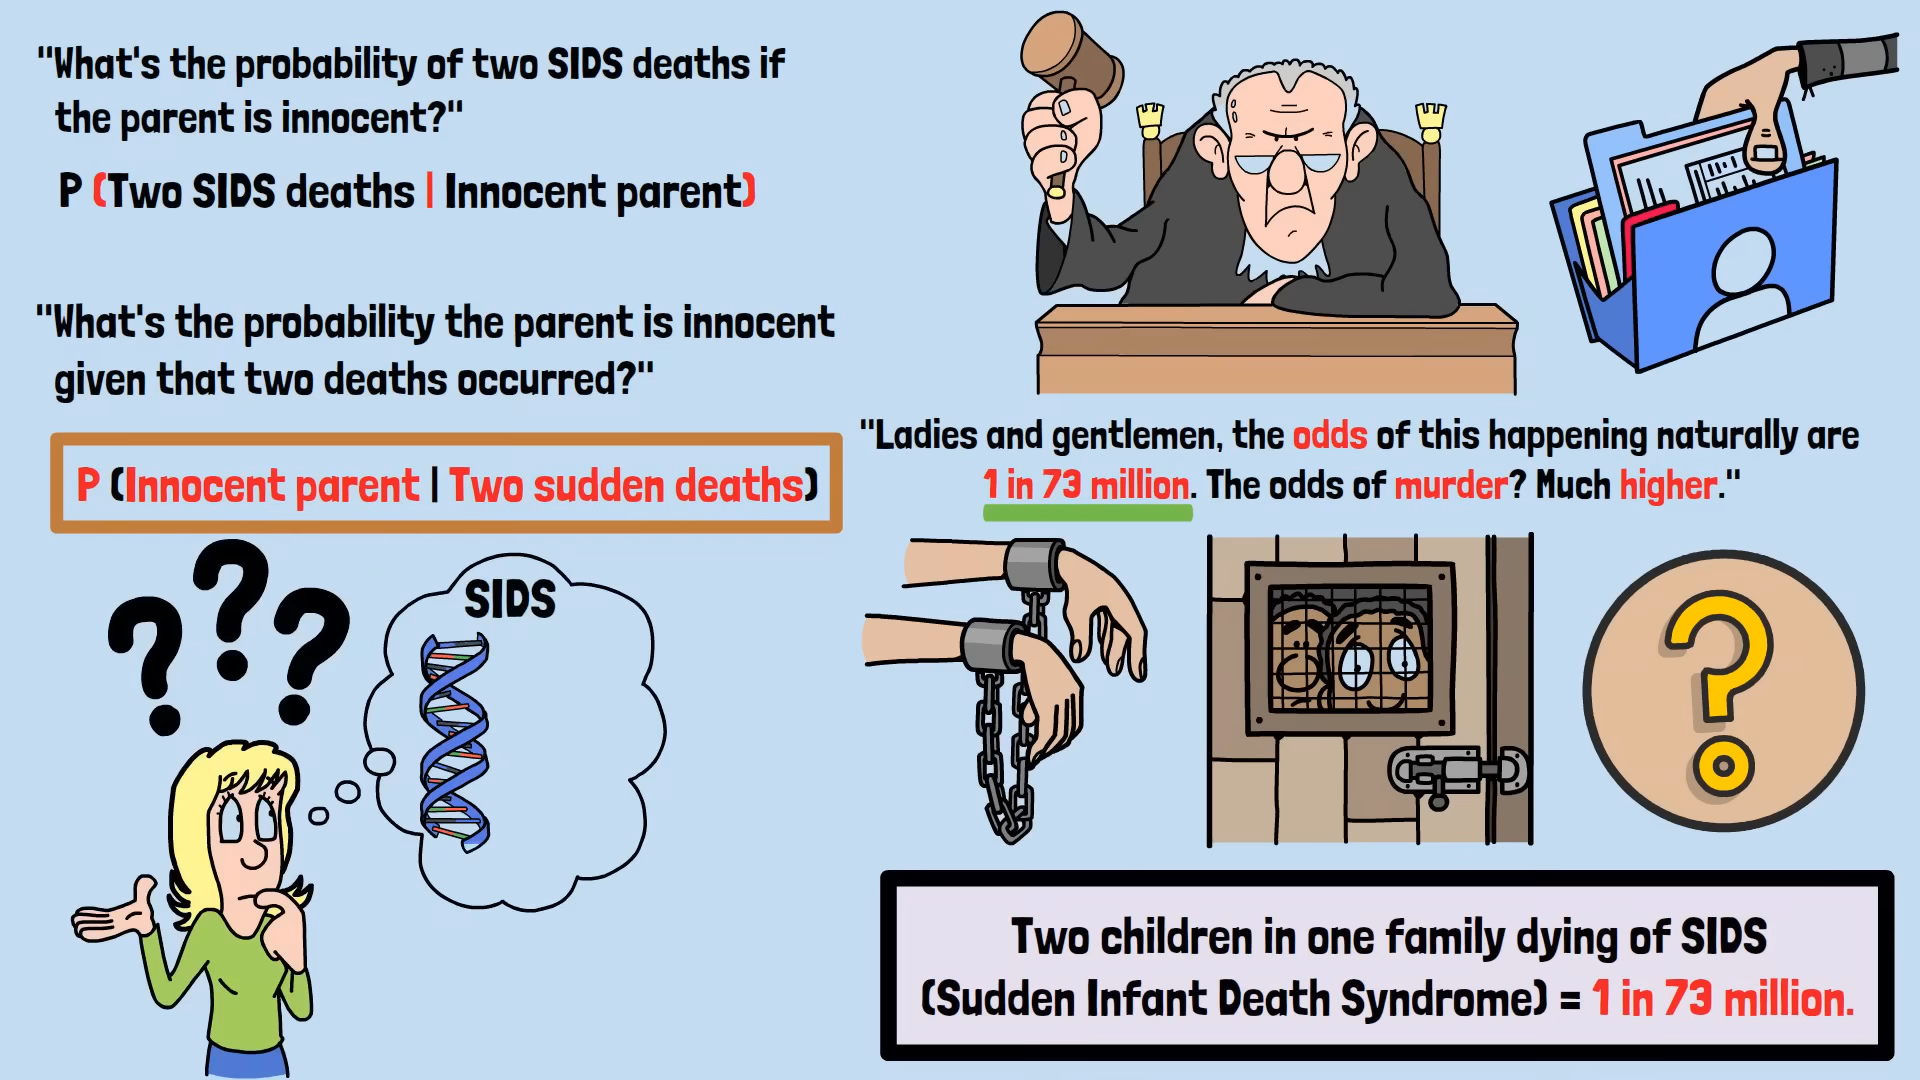 "What's the probability of two SIDS deaths if
the parent is innocent?"
P (Two SIDS deaths | Innocent parent)
"What's the probability the parent is innocent
given that two deaths occurred?"
P (Innocent parent | Two sudden deaths)
SIDS
"Ladies and gentlemen, the odds of this happening naturally are
1 in 73 million. The odds of murder? Much higher."
Two children in one family dying of SIDS
(Sudden Infant Death Syndrome) = 1 in 73 million.